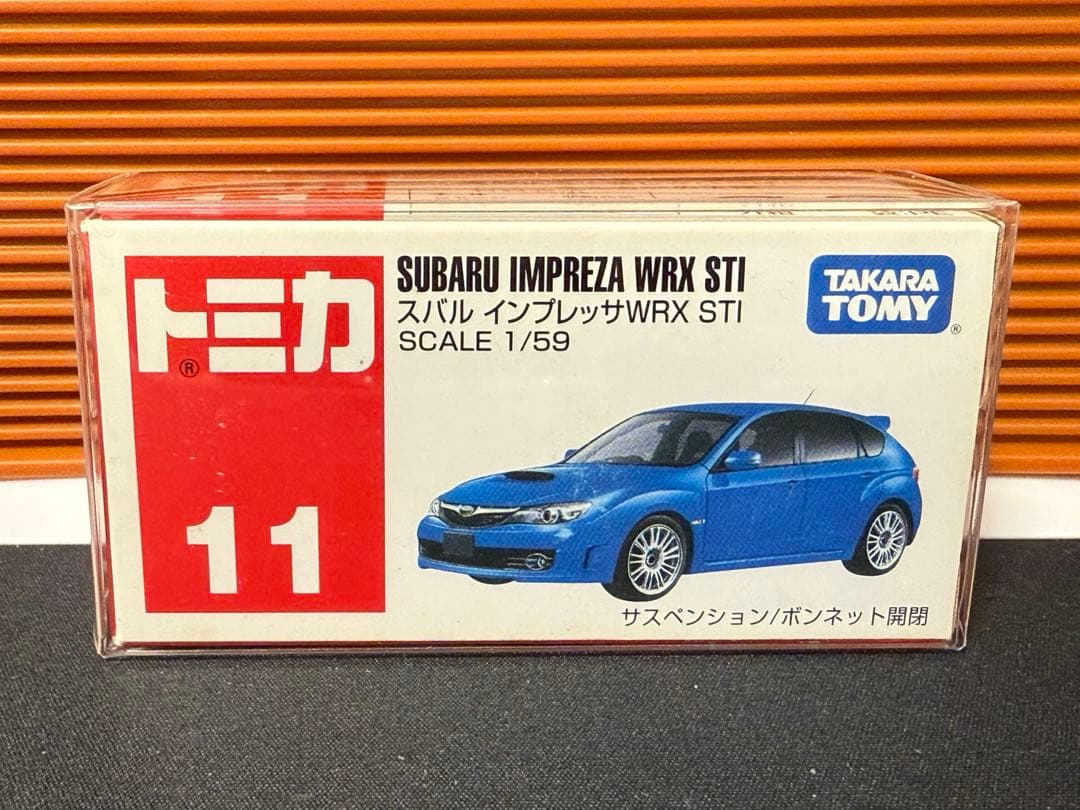 トミカ
®
11
SUBARU IMPREZA WRX STI
スバル インプレッサWRX STI
SCALE 1/59
TAKARA
TOMY
®
サスペンション/ボンネット開閉